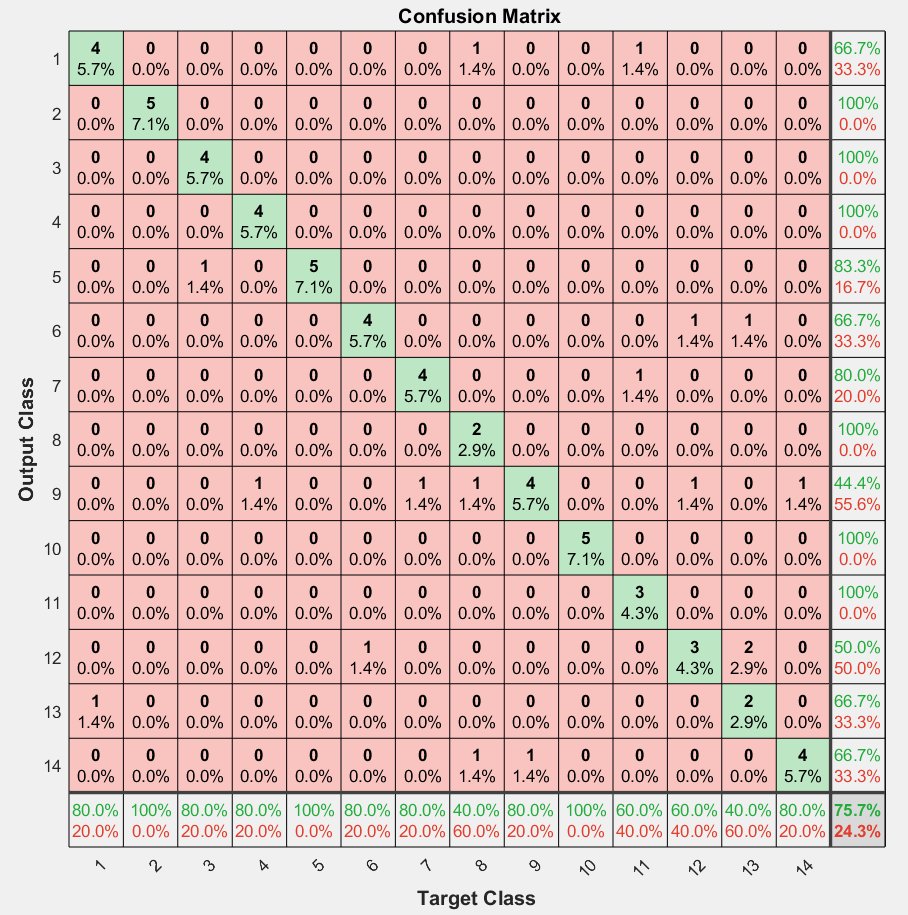 Confusion Matrix
4 0 0 0 0 0 0 1 0 0 1 0 0 0 66.7%
1
5.7% 0.0% 0.0% 0.0% 0.0% 0.0% 0.0% 1.4% 0.0% 0.0% 1.4% 0.0% 0.0% 0.0% 33.3%
0 5 0 0 0 0 0 0 0 0 0 0 0 0 100%
2
0.0% 7.1% 0.0% 0.0% 0.0% 0.0% 0.0% 0.0% 0.0% 0.0% 0.0% 0.0% 0.0% 0.0% 0.0%
0 0 4 0 0 0 0 0 0 0 0 0 0 0 100%
3
0.0% 0.0% 5.7% 0.0% 0.0% 0.0% 0.0% 0.0% 0.0% 0.0% 0.0% 0.0% 0.0% 0.0% 0.0%
0 0 0 4 0 0 0 0 0 0 0 0 0 0 100%
4
0.0% 0.0% 0.0% 5.7% 0.0% 0.0% 0.0% 0.0% 0.0% 0.0% 0.0% 0.0% 0.0% 0.0% 0.0%
0 0 1 0 5 0 0 0 0 0 0 0 0 0 83.3%
5
0.0% 0.0% 1.4% 0.0% 7.1% 0.0% 0.0% 0.0% 0.0% 0.0% 0.0% 0.0% 0.0% 0.0% 16.7%
0 0 0 0 0 4 0 0 0 0 0 1 1 0 66.7%
6
0.0% 0.0% 0.0% 0.0% 0.0% 5.7% 0.0% 0.0% 0.0% 0.0% 0.0% 1.4% 1.4% 0.0% 33.3%
0 0 0 0 0 0 4 0 0 0 1 0 0 0 80.0%
7
0.0% 0.0% 0.0% 0.0% 0.0% 0.0% 5.7% 0.0% 0.0% 0.0% 1.4% 0.0% 0.0% 0.0% 20.0%
0 0 0 0 0 0 0 2 0 0 0 0 0 0 100%
8
0.0% 0.0% 0.0% 0.0% 0.0% 0.0% 0.0% 2.9% 0.0% 0.0% 0.0% 0.0% 0.0% 0.0% 0.0%
0 0 0 1 0 0 1 1 4 0 0 1 0 1 44.4%
9
0.0% 0.0% 0.0% 1.4% 0.0% 0.0% 1.4% 1.4% 5.7% 0.0% 0.0% 1.4% 0.0% 1.4% 55.6%
0 0 0 0 0 0 0 0 0 5 0 0 0 0 100%
10
0.0% 0.0% 0.0% 0.0% 0.0% 0.0% 0.0% 0.0% 0.0% 7.1% 0.0% 0.0% 0.0% 0.0% 0.0%
0 0 0 0 0 0 0 0 0 0 3 0 0 0 100%
11
0.0% 0.0% 0.0% 0.0% 0.0% 0.0% 0.0% 0.0% 0.0% 0.0% 4.3% 0.0% 0.0% 0.0% 0.0%
0 0 0 0 0 1 0 0 0 0 0 3 2 0 50.0%
12
0.0% 0.0% 0.0% 0.0% 0.0% 1.4% 0.0% 0.0% 0.0% 0.0% 0.0% 4.3% 2.9% 0.0% 50.0%
1 0 0 0 0 0 0 0 0 0 0 0 2 0 66.7%
13
1.4% 0.0% 0.0% 0.0% 0.0% 0.0% 0.0% 0.0% 0.0% 0.0% 0.0% 0.0% 2.9% 0.0% 33.3%
0 0 0 0 0 0 0 1 1 0 0 0 0 4 66.7%
14
0.0% 0.0% 0.0% 0.0% 0.0% 0.0% 0.0% 1.4% 1.4% 0.0% 0.0% 0.0% 0.0% 5.7% 33.3%
80.0% 100% 80.0% 80.0% 100% 80.0% 80.0% 40.0% 80.0% 100% 60.0% 60.0% 40.0% 80.0% 75.7%
20.0% 0.0% 20.0% 20.0% 0.0% 20.0% 20.0% 60.0% 20.0% 0.0% 40.0% 40.0% 60.0% 20.0% 24.3%
1 2 3 4 5 6 7 8 9 10 11 12 13 14
Target Class
Output Class